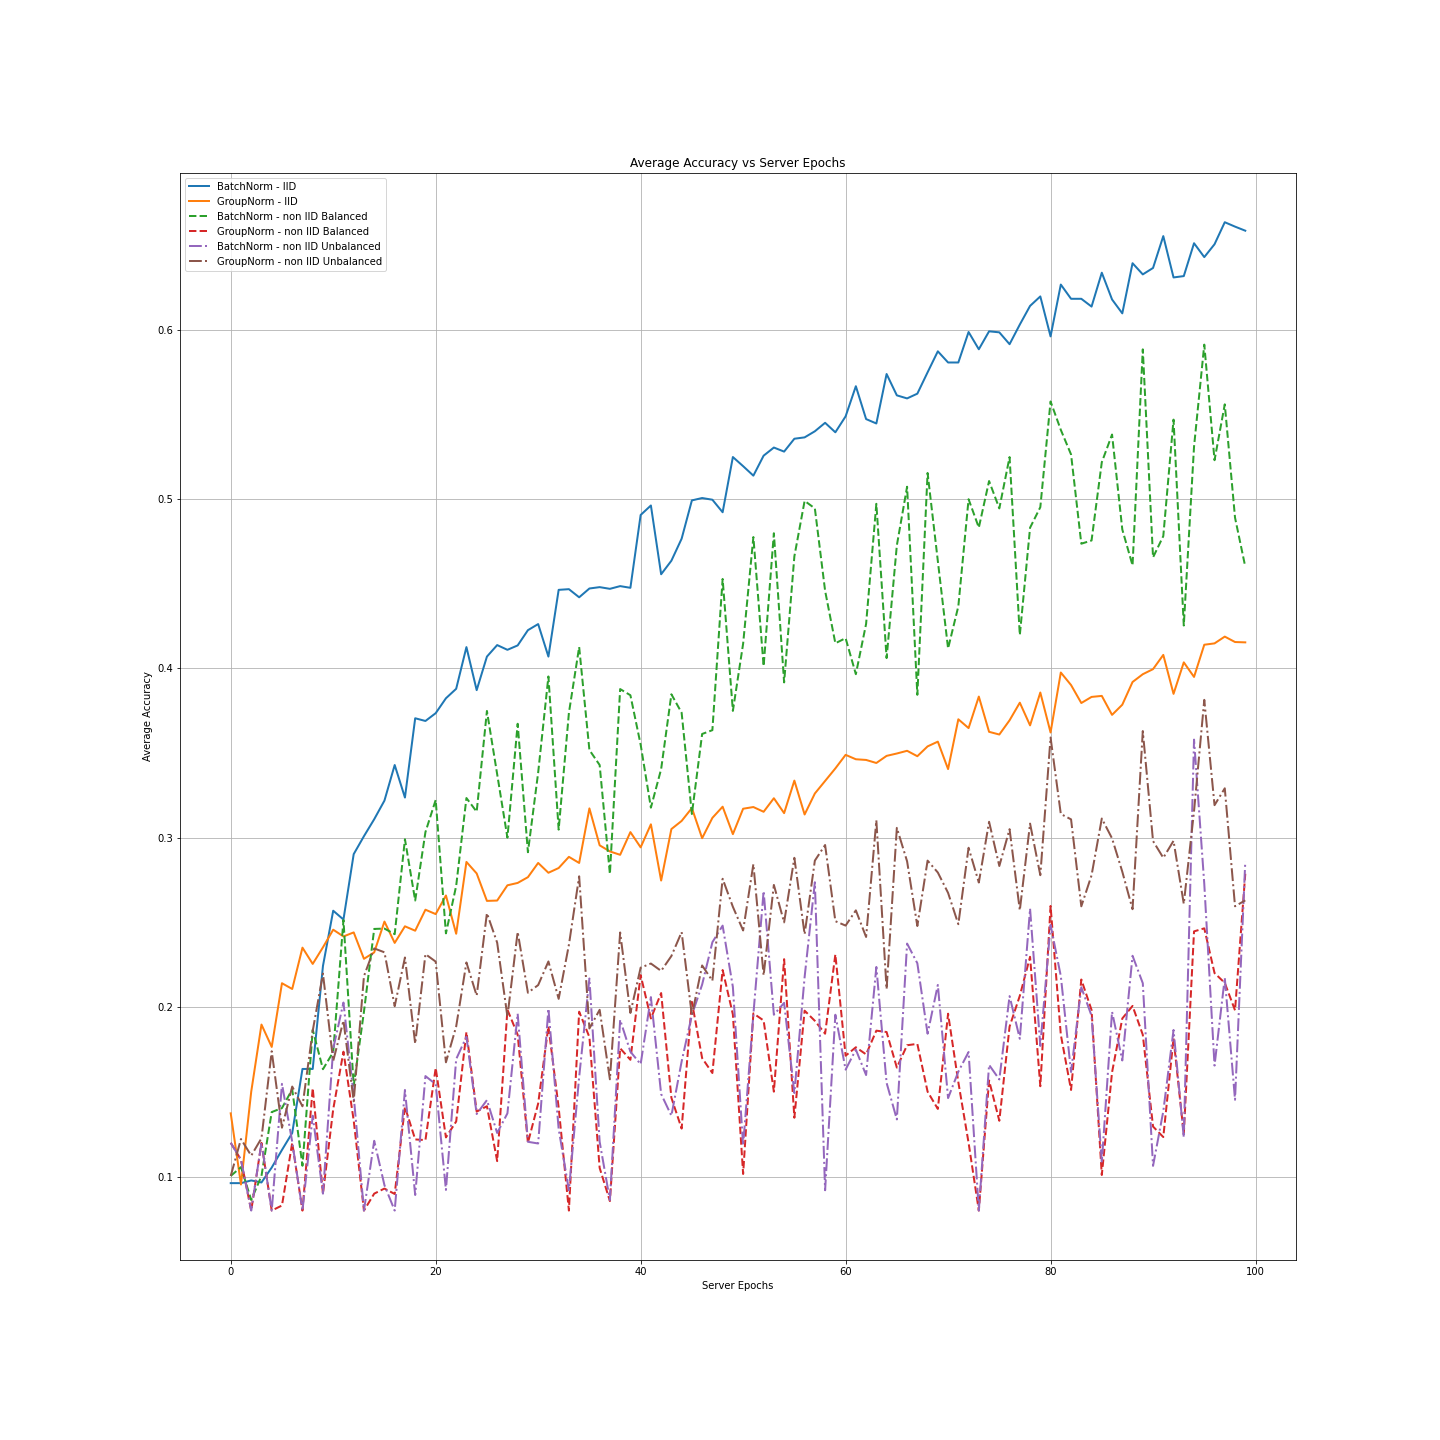 Average Accuracy vs Server Epochs
BatchNorm - IID
GroupNorm - IID
BatchNorm - non IID Balanced
GroupNorm - non IID Balanced
BatchNorm - non IID Unbalanced
GroupNorm - non IID Unbalanced
0.6
0.5
0.4
0.3
0.2
0.1
Average Accuracy
0 20 40 60 80 100
Server Epochs